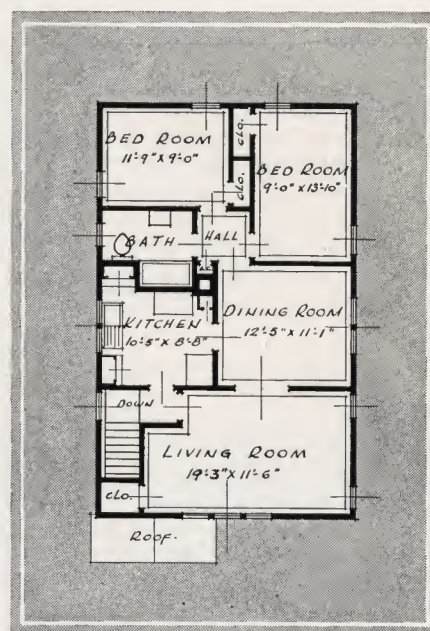 BED ROOM
11'-9" X 9'-0"
CLO.
CLO.
BED ROOM
9'-0" X 13'-10"
BATH
HALL
KITCHEN
10'-5" X 8'-8"
DINING ROOM
12'-5" X 11'-1"
DOWN
LIVING ROOM
19'-3" X 11'-6"
CLO.
ROOF.